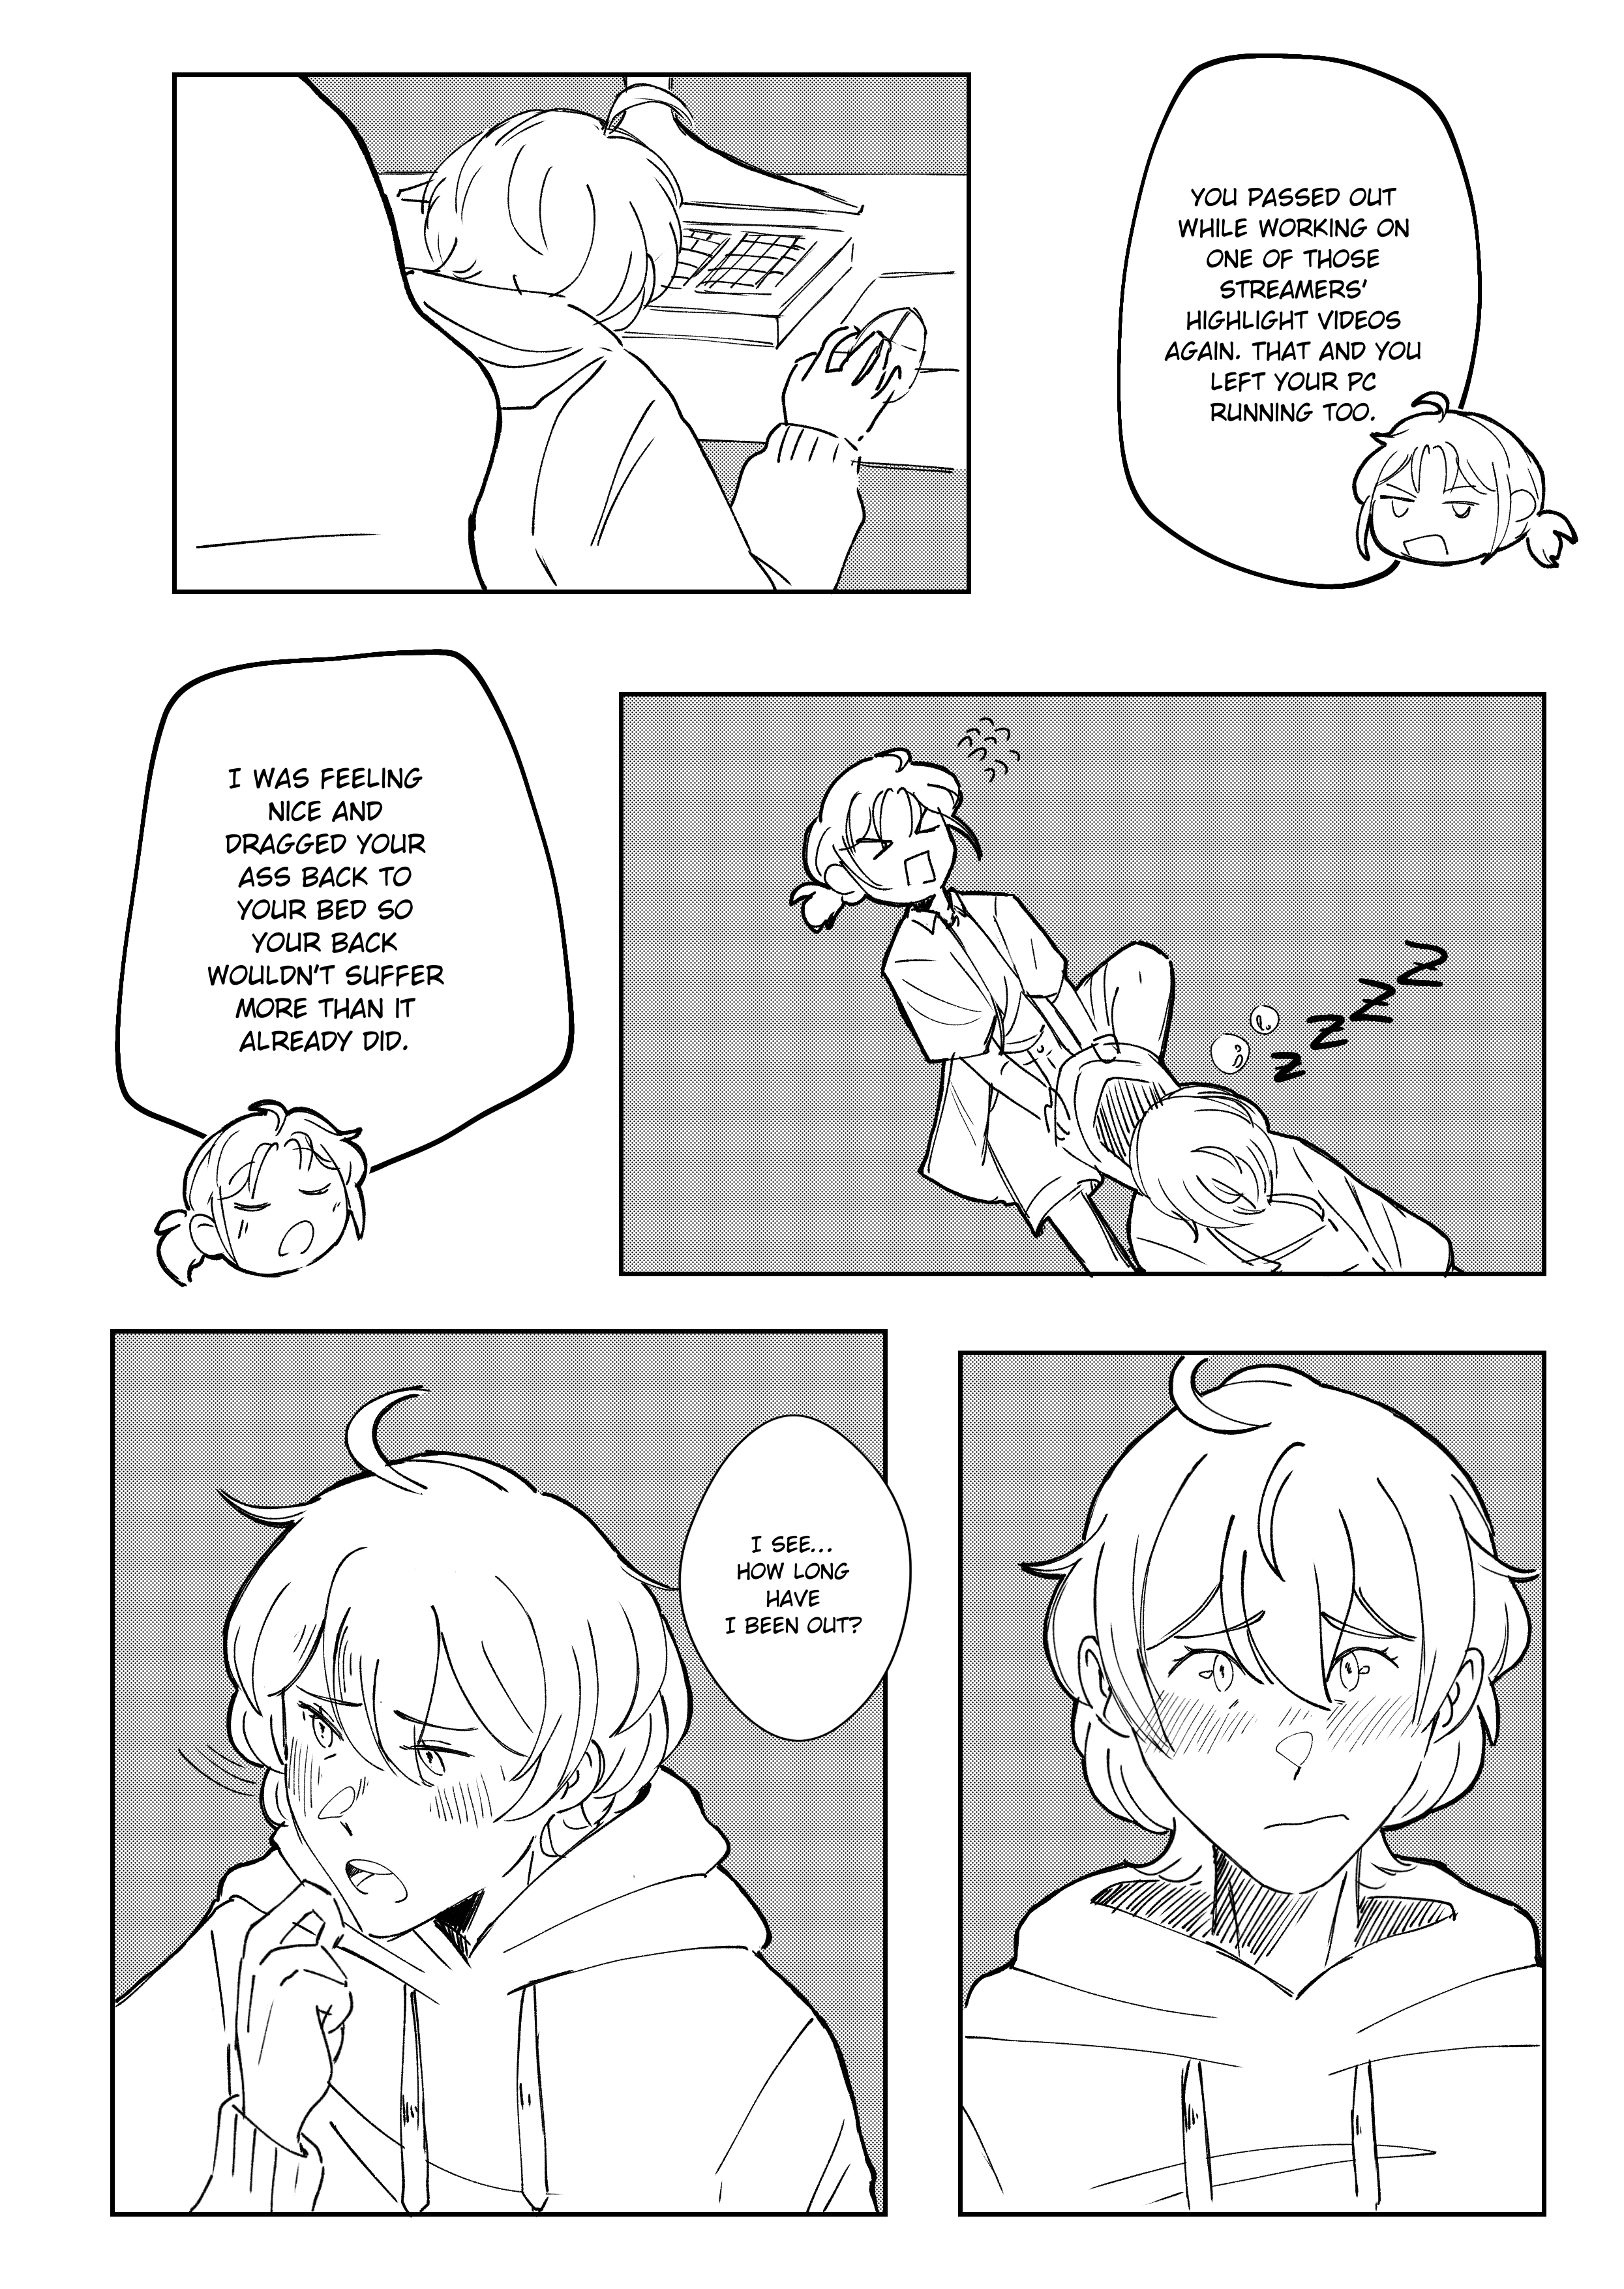 YOU PASSED OUT
WHILE WORKING ON
ONE OF THOSE
STREAMERS'
HIGHLIGHT VIDEOS
AGAIN. THAT AND YOU
LEFT YOUR PC
RUNNING TOO.
Z Z Z Z
I WAS FEELING
NICE AND
DRAGGED YOUR
ASS BACK TO
YOUR BED SO
YOUR BACK
WOULDN'T SUFFER
MORE THAN IT
ALREADY DID.
I SEE...
HOW LONG
HAVE
I BEEN OUT?